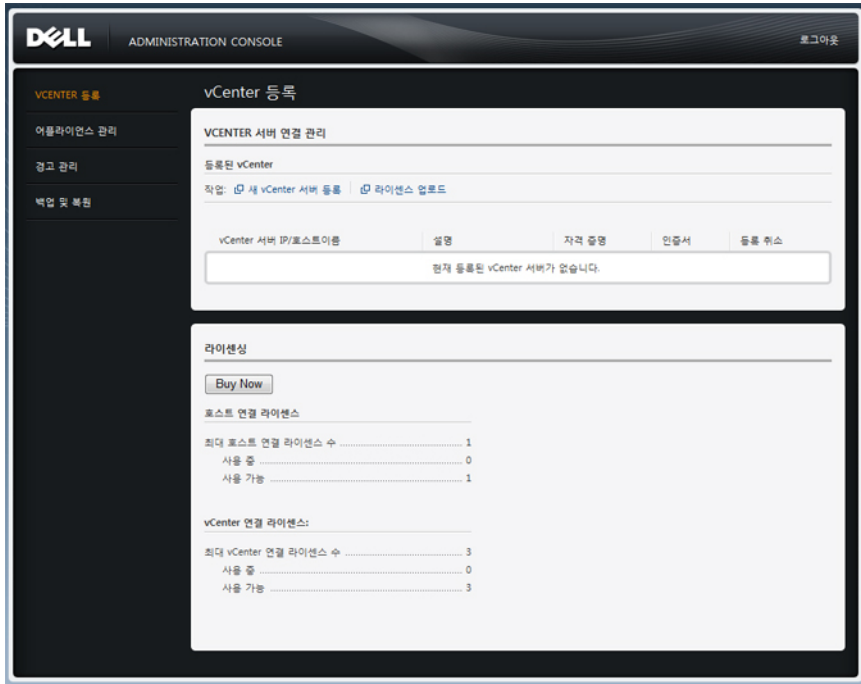 DELL ADMINISTRATION CONSOLE 로그아웃
VCENTER 등록
어플라이언스 관리
경고 관리
백업 및 복원
vCenter 등록
VCENTER 서버 연결 관리
등록된 vCenter
작업: 새 vCenter 서버 등록 라이센스 업로드
vCenter 서버 IP/호스트이름 설명 자격 증명 인증서 등록 취소
현재 등록된 vCenter 서버가 없습니다.
라이센싱
Buy Now
호스트 연결 라이센스
최대 호스트 연결 라이센스 수 1
사용 중 0
사용 가능 1
vCenter 연결 라이센스:
최대 vCenter 연결 라이센스 수 3
사용 중 0
사용 가능 3